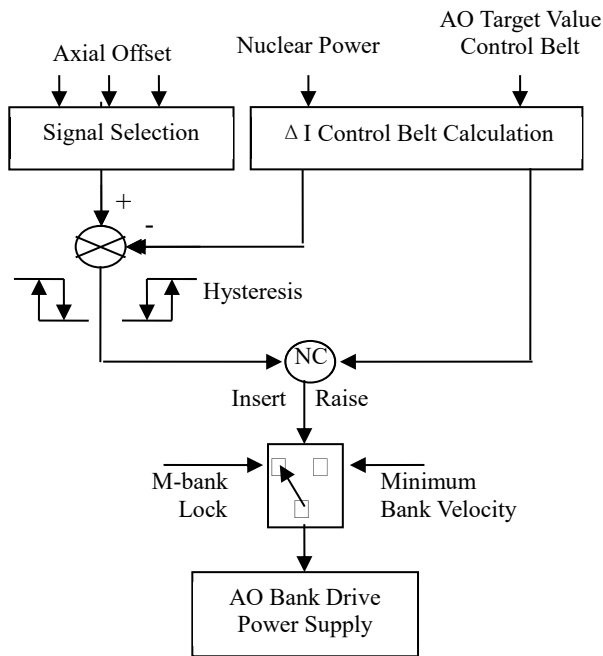 Axial Offset
Nuclear Power
AO Target Value
Control Belt
Signal Selection
Δ I Control Belt Calculation
+
-
Hysteresis
NC
Insert
Raise
M-bank
Lock
Minimum
Bank Velocity
AO Bank Drive
Power Supply